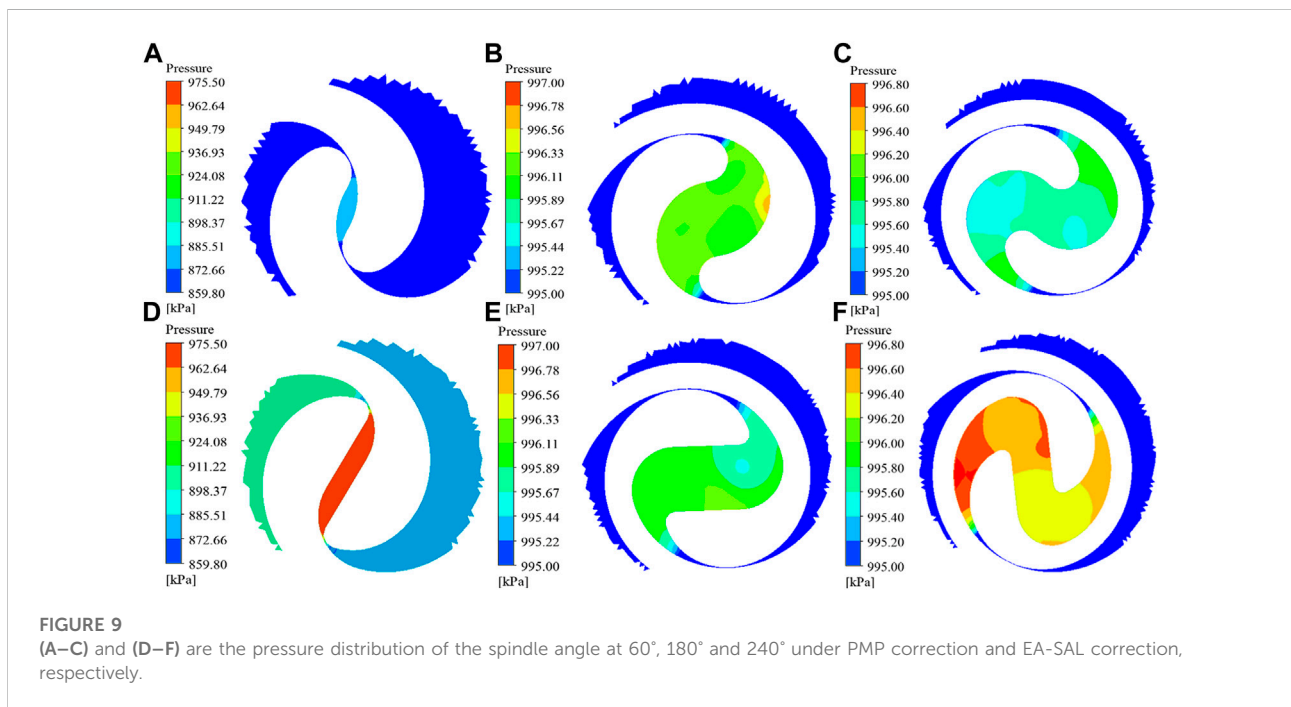 A
Pressure
975.50
962.64
949.79
936.93
924.08
911.22
898.37
885.51
872.66
859.80
[kPa]
B
Pressure
997.00
996.78
996.56
996.33
996.11
995.89
995.67
995.44
995.22
995.00
[kPa]
C
Pressure
996.80
996.60
996.40
996.20
996.00
995.80
995.60
995.40
995.20
995.00
[kPa]
D
Pressure
975.50
962.64
949.79
936.93
924.08
911.22
898.37
885.51
872.66
859.80
[kPa]
E
Pressure
997.00
996.78
996.56
996.33
996.11
995.89
995.67
995.44
995.22
995.00
[kPa]
F
Pressure
996.80
996.60
996.40
996.20
996.00
995.80
995.60
995.40
995.20
995.00
[kPa]
FIGURE 9
(A–C) and (D–F) are the pressure distribution of the spindle angle at 60°, 180° and 240° under PMP correction and EA-SAL correction,
respectively.